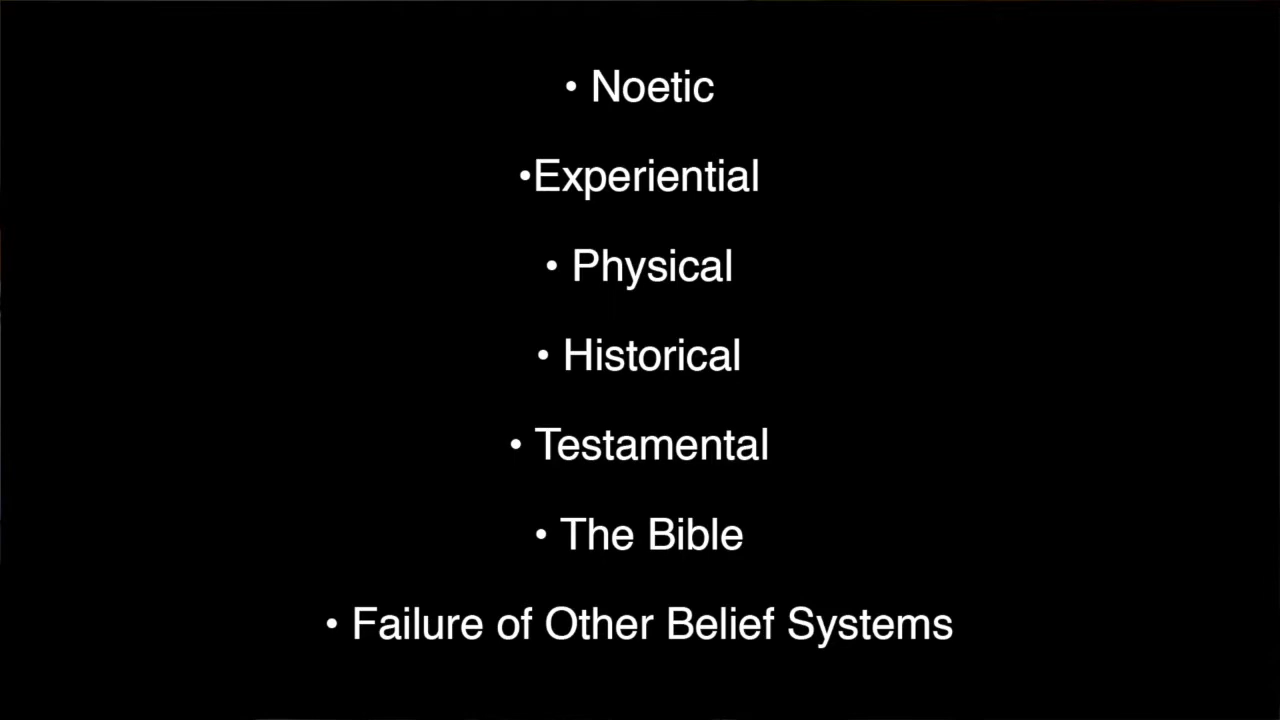 • Noetic
•Experiential
• Physical
• Historical
• Testamental
• The Bible
• Failure of Other Belief Systems